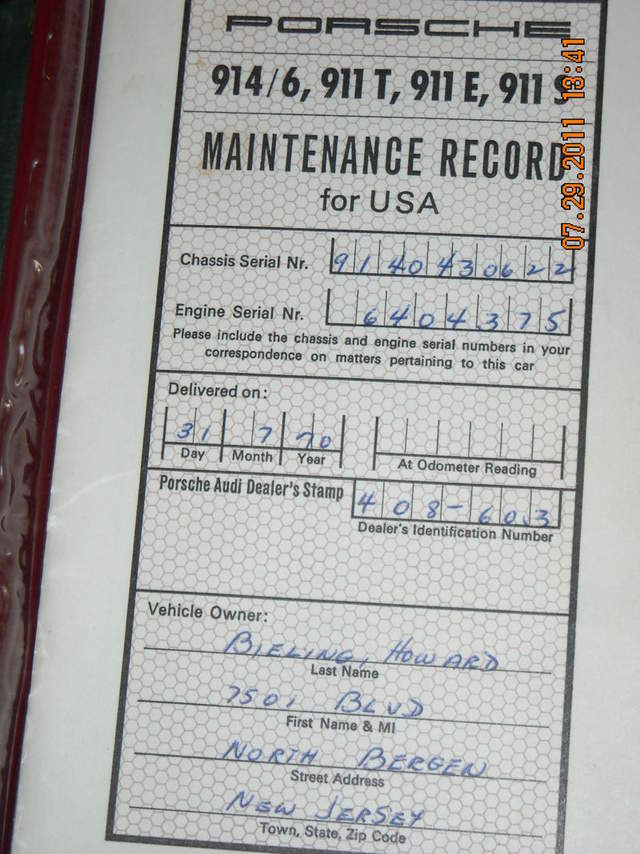 PORSCHE
914/6, 911 T, 911 E, 911 S
MAINTENANCE RECORD
for USA
Chassis Serial Nr. 9140430622
Engine Serial Nr. 6404375
Please include the chassis and engine serial numbers in your
correspondence on matters pertaining to this car
Delivered on:
31 7 70
Day Month Year At Odometer Reading
Porsche Audi Dealer's Stamp 408-603
Dealer's Identification Number
Vehicle Owner:
BIELING, HOWARD
Last Name
7501 BLVD
First Name & MI
NORTH BERGEN
Street Address
NEW JERSEY
Town, State, Zip Code
07.29.2011 13:41